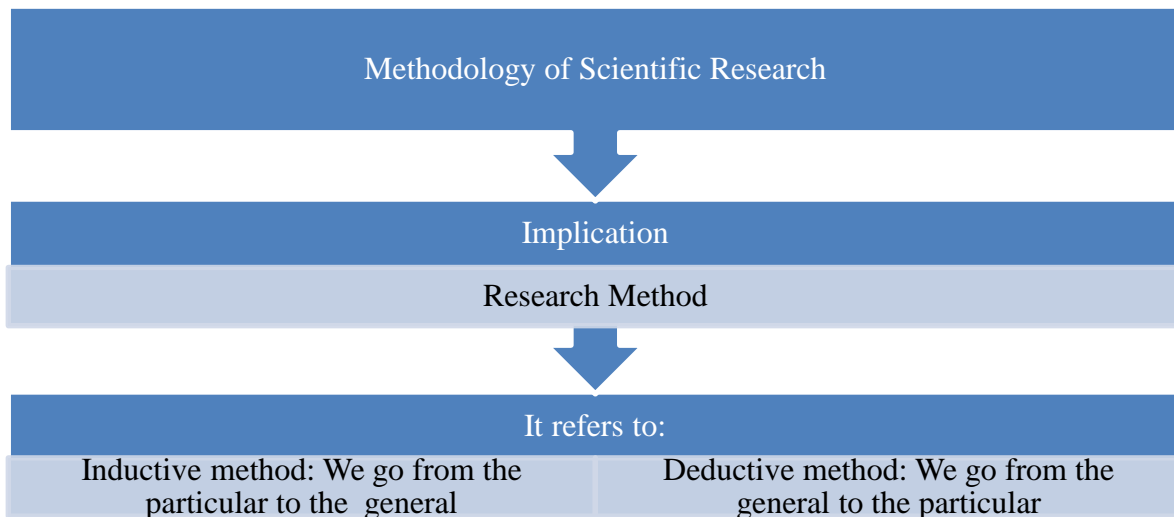 Methodology of Scientific Research
Implication
Research Method
It refers to:
Inductive method: We go from the
particular to the  general
Deductive method: We go from the
general to the particular